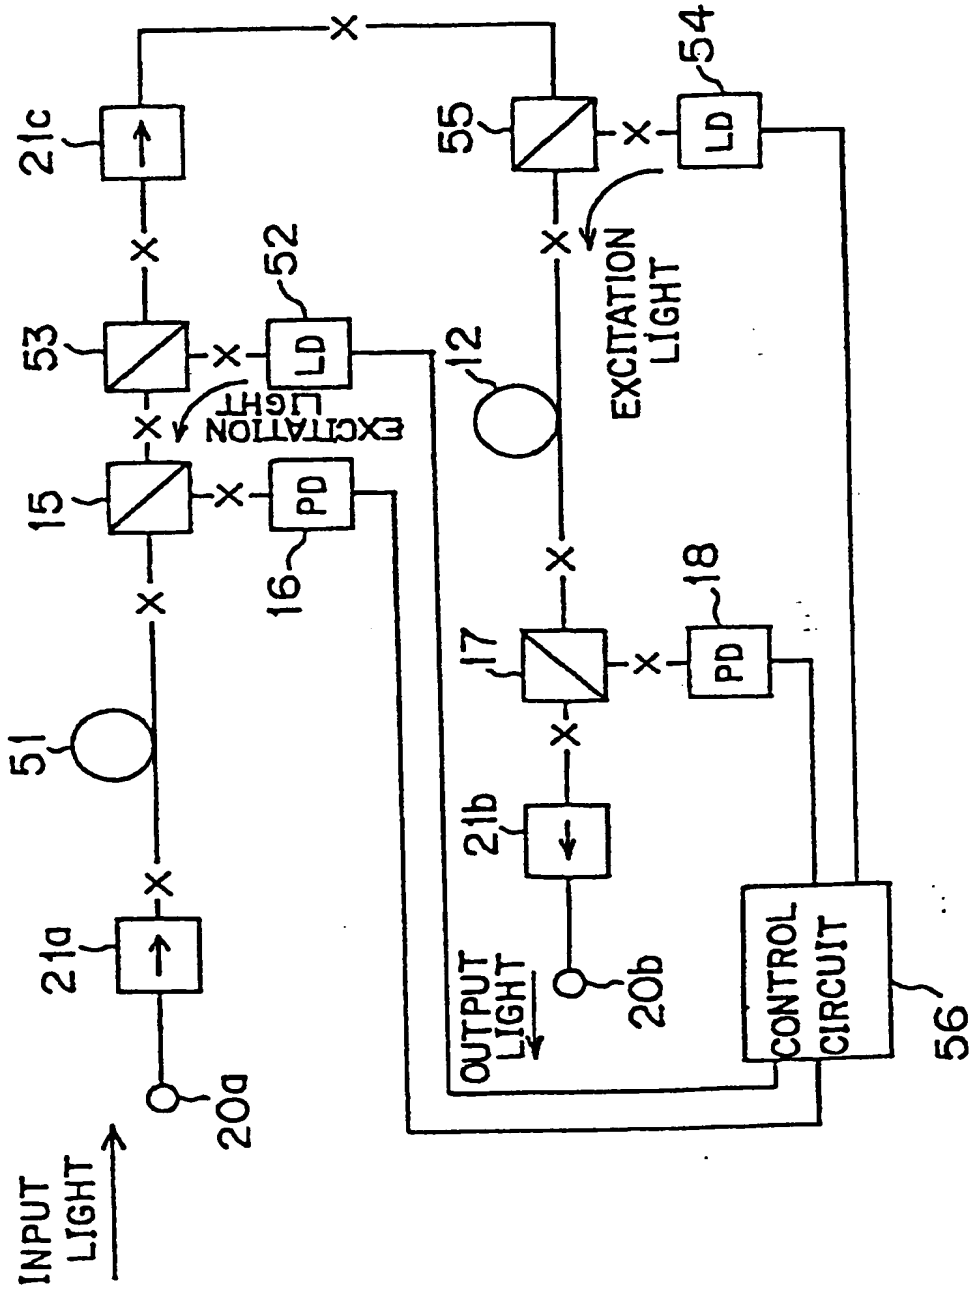 INPUT
LIGHT
20a
21a
51
15
16
PD
EXCITATION
LIGHT
53
52
LD
21c
OUTPUT
LIGHT
20b
21b
17
18
PD
12
EXCITATION
LIGHT
55
54
LD
CONTROL
CIRCUIT
56